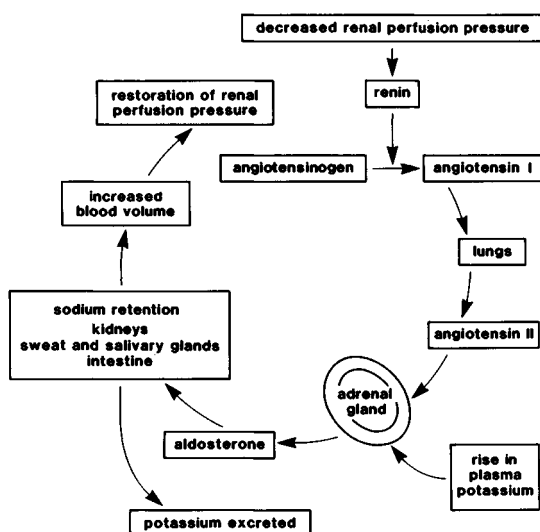 decreased renal perfusion pressure
renin
restoration of renal
perfusion pressure
angiotensinogen
angiotensin I
increased
blood volume
lungs
sodium retention
kidneys
sweat and salivary glands
intestine
angiotensin II
adrenal
gland
aldosterone
rise in
plasma
potassium
potassium excreted